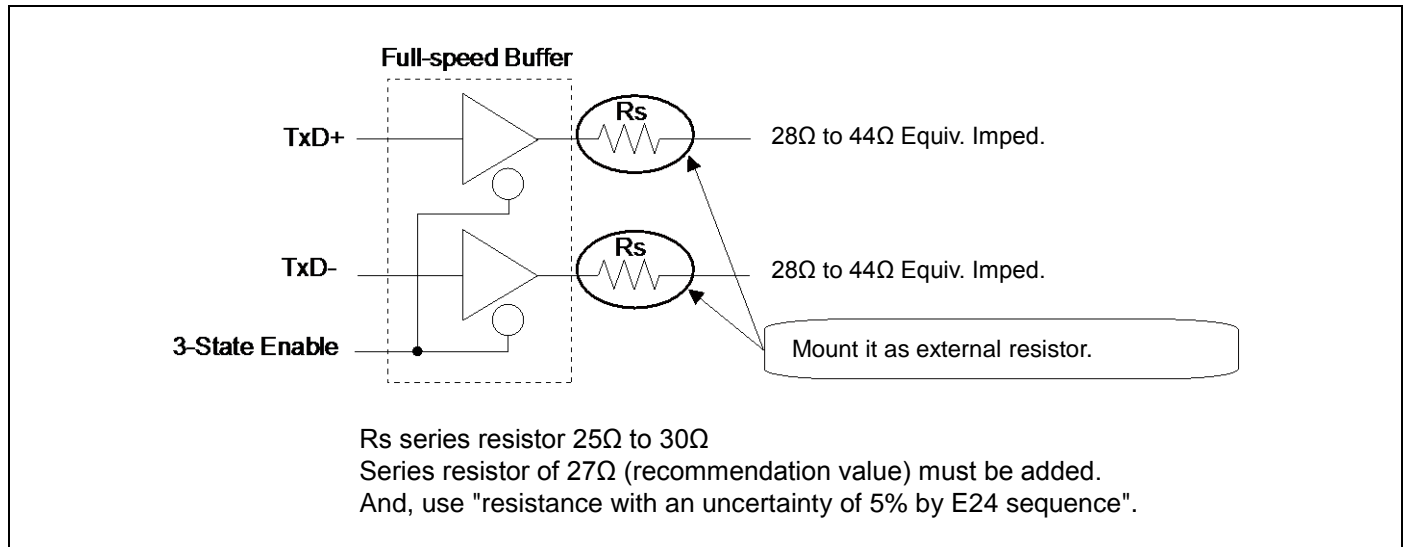 Full-speed Buffer
Rs
TxD+
28Ω to 44Ω Equiv. Imped.
Rs
TxD-
28Ω to 44Ω Equiv. Imped.
3-State Enable
Mount it as external resistor.
Rs series resistor 25Ω to 30Ω
Series resistor of 27Ω (recommendation value) must be added.
And, use "resistance with an uncertainty of 5% by E24 sequence".